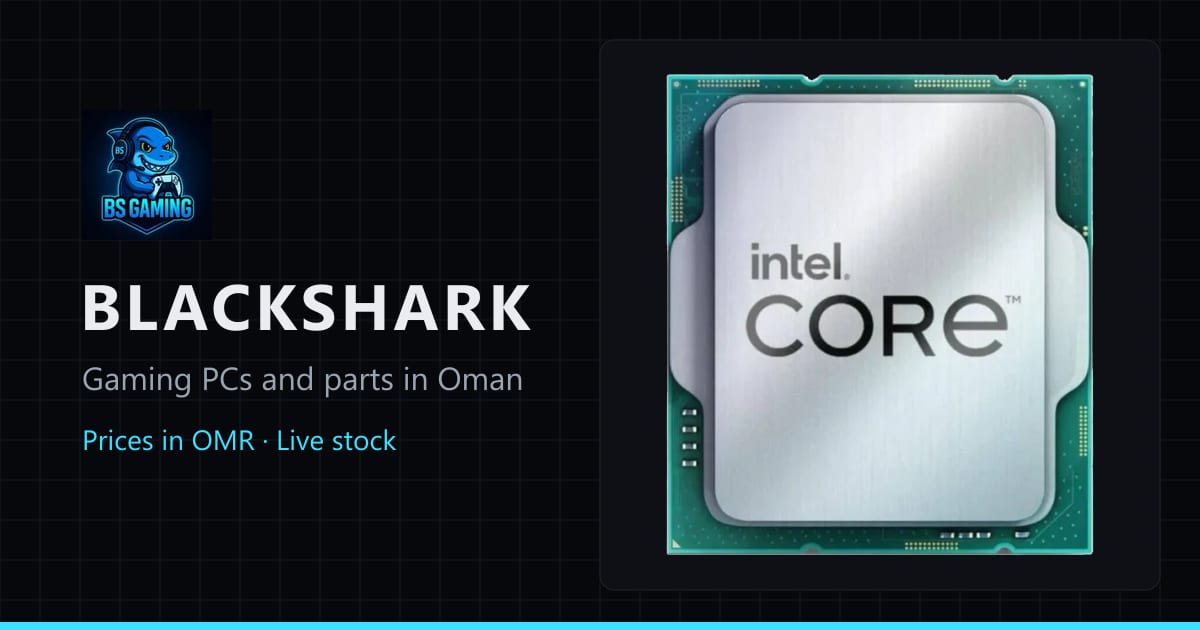 BS
BS GAMING
BLACKSHARK
Gaming PCs and parts in Oman
Prices in OMR · Live stock
intel.
CORE™